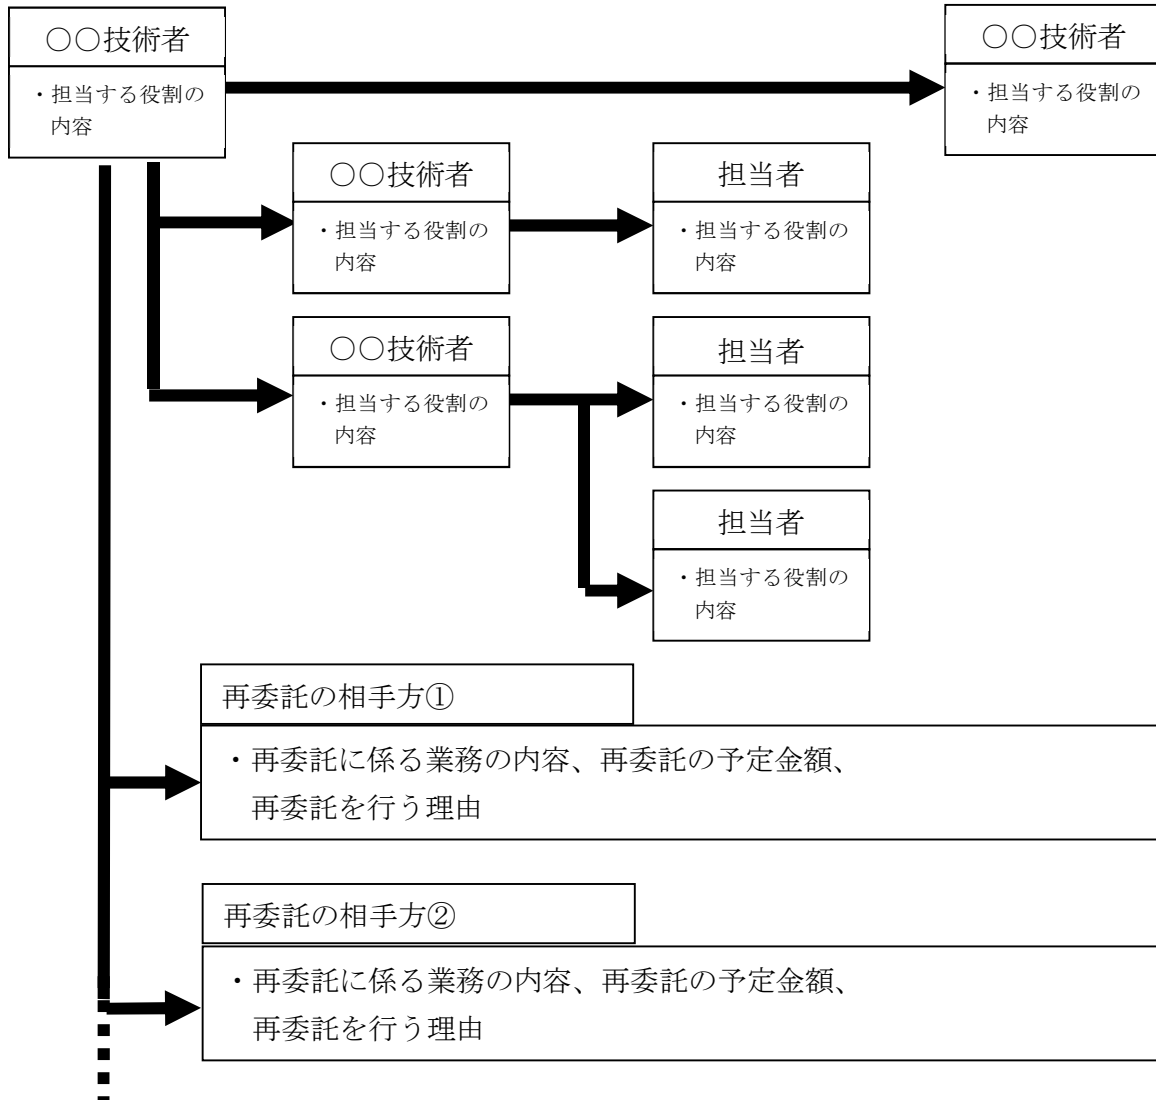 ○○技術者
・担当する役割の
内容
○○技術者
・担当する役割の
内容
○○技術者
・担当する役割の
内容
担当者
・担当する役割の
内容
○○技術者
・担当する役割の
内容
担当者
・担当する役割の
内容
担当者
・担当する役割の
内容
再委託の相手方①
・再委託に係る業務の内容、再委託の予定金額、
再委託を行う理由
再委託の相手方②
・再委託に係る業務の内容、再委託の予定金額、
再委託を行う理由